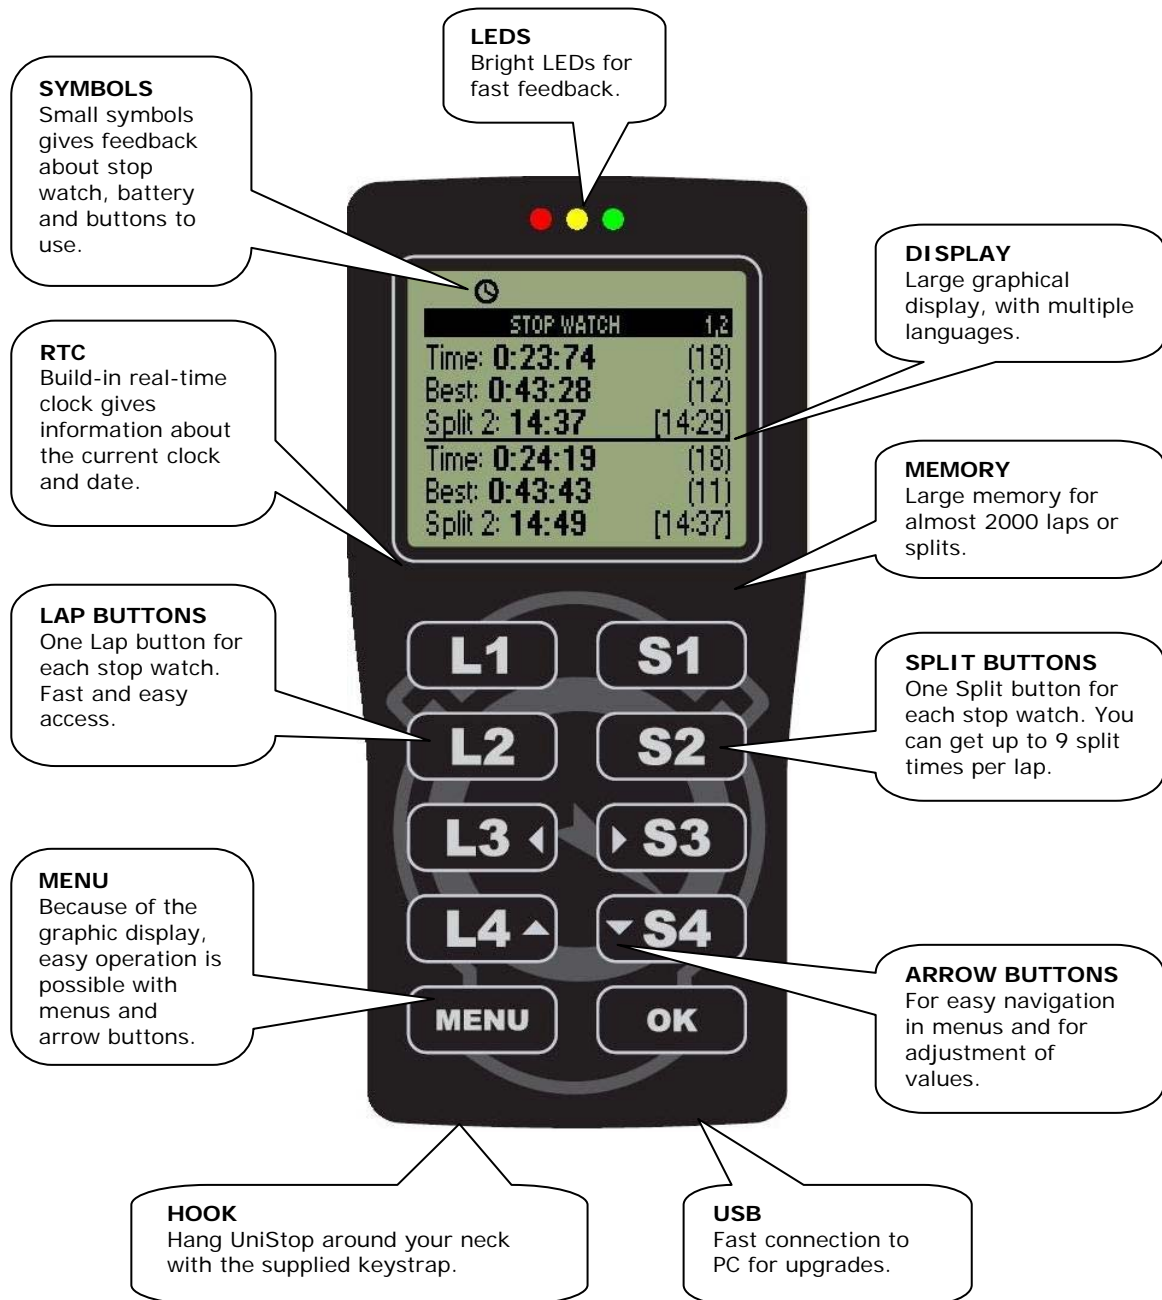 LEDS
Bright LEDs for
fast feedback.
SYMBOLS
Small symbols
gives feedback
about stop
watch, battery
and buttons to
use.
DISPLAY
Large graphical
display, with multiple
languages.
RTC
Build-in real-time
clock gives
information about
the current clock
and date.
STOP WATCH 1,2
Time: 0:23:74 (18)
Best: 0:43:28 (12)
Split 2: 14:37 [14:29]
Time: 0:24:19 (18)
Best: 0:43:43 (11)
Split 2: 14:49 [14:37]
MEMORY
Large memory for
almost 2000 laps or
splits.
LAP BUTTONS
One Lap button for
each stop watch.
Fast and easy
access.
L1 S1
L2 S2
L3 S3
L4 S4
MENU OK
SPLIT BUTTONS
One Split button for
each stop watch. You
can get up to 9 split
times per lap.
MENU
Because of the
graphic display,
easy operation is
possible with
menus and
arrow buttons.
ARROW BUTTONS
For easy navigation
in menus and for
adjustment of
values.
HOOK
Hang UniStop around your neck
with the supplied keystrap.
USB
Fast connection to
PC for upgrades.